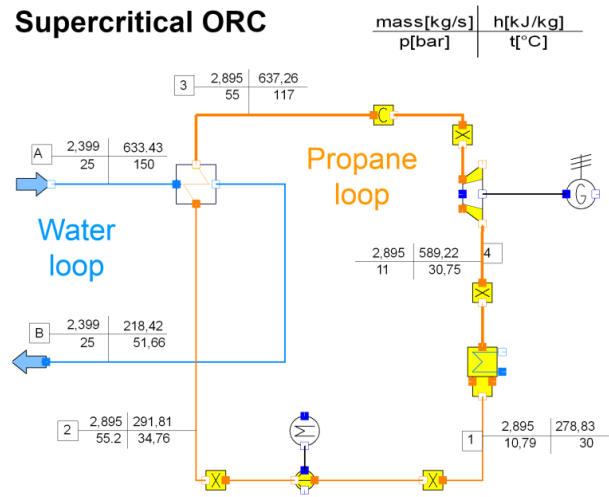 Supercritical ORC
mass[kg/s] h[kJ/kg]
p[bar] t[°C]
3
2,895 637,26
55 117
C
A
2,399 633,43
25 150
X
Propane
loop
G
Water
loop
2,895 589,22
11 30,75
4
X
B
2,399 218,42
25 51,66
2
2,895 291,81
55.2 34,76
M
1
2,895 278,83
10,79 30
X
X